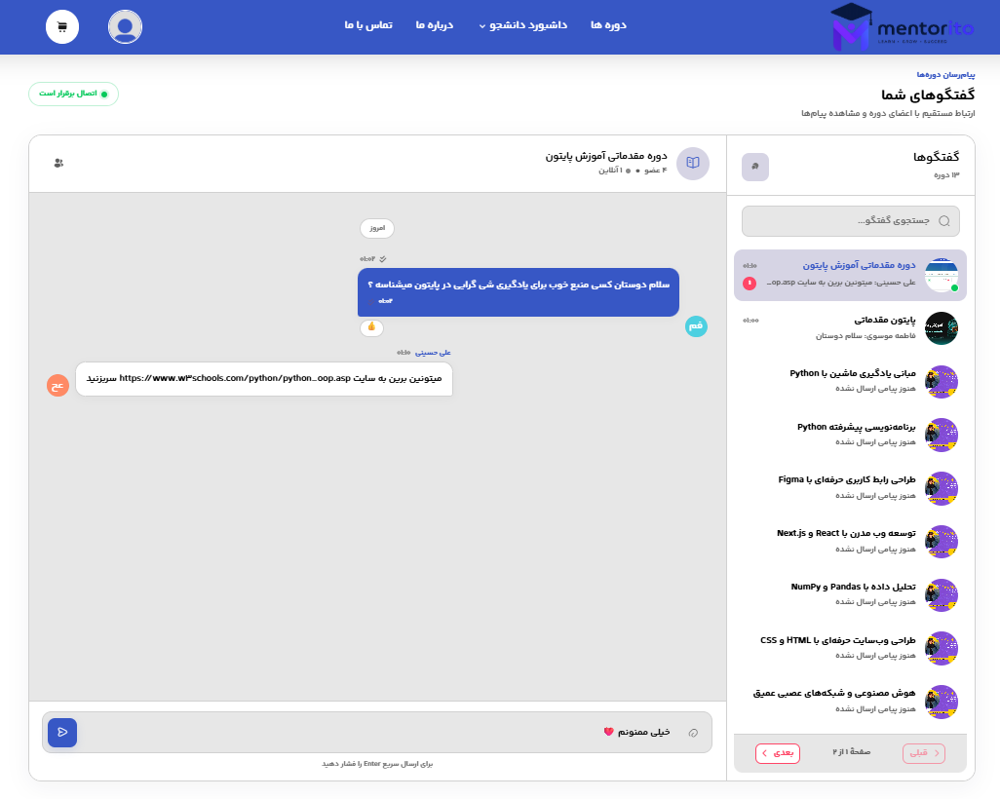 mentorito
LEARN • GROW • SUCCEED
دوره ها
داشبورد دانشجو
درباره ما
تماس با ما
پیام‌رسان دوره‌ها
گفتگوهای شما
ارتباط مستقیم با اعضای دوره و مشاهده پیام‌ها
اتصال برقرار است
گفتگوها
۱۳ دوره
جستجوی گفتگو...
دوره مقدماتی آموزش پایتون
۰۱:۱۰
علی حسینی: میتونین برین به سایت oop.asp...
۱
پایتون مقدماتی
۰۱:۰۰
فاطمه موسوی: سلام دوستان
مبانی یادگیری ماشین با Python
هنوز پیامی ارسال نشده
برنامه‌نویسی پیشرفته Python
هنوز پیامی ارسال نشده
طراحی رابط کاربری حرفه‌ای با Figma
هنوز پیامی ارسال نشده
توسعه وب مدرن با React و Next.js
هنوز پیامی ارسال نشده
تحلیل داده با Pandas و NumPy
هنوز پیامی ارسال نشده
طراحی وب‌سایت حرفه‌ای با HTML و CSS
هنوز پیامی ارسال نشده
هوش مصنوعی و شبکه‌های عصبی عمیق
هنوز پیامی ارسال نشده
قبلی
صفحهٔ ۱ از ۲
بعدی
دوره مقدماتی آموزش پایتون
۴ عضو • ۱ آنلاین
امروز
۰۱:۰۲
سلام دوستان کسی منبع خوب برای یادگیری شی گرایی در پایتون میشناسه ؟
۰۱:۰۲
فم
علی حسینی ۰۱:۱۰
میتونین برین به سایت https://www.w3schools.com/python/python_oop.asp سربزنید
عح
خیلی ممنونم ❤️
برای ارسال سریع Enter را فشار دهید